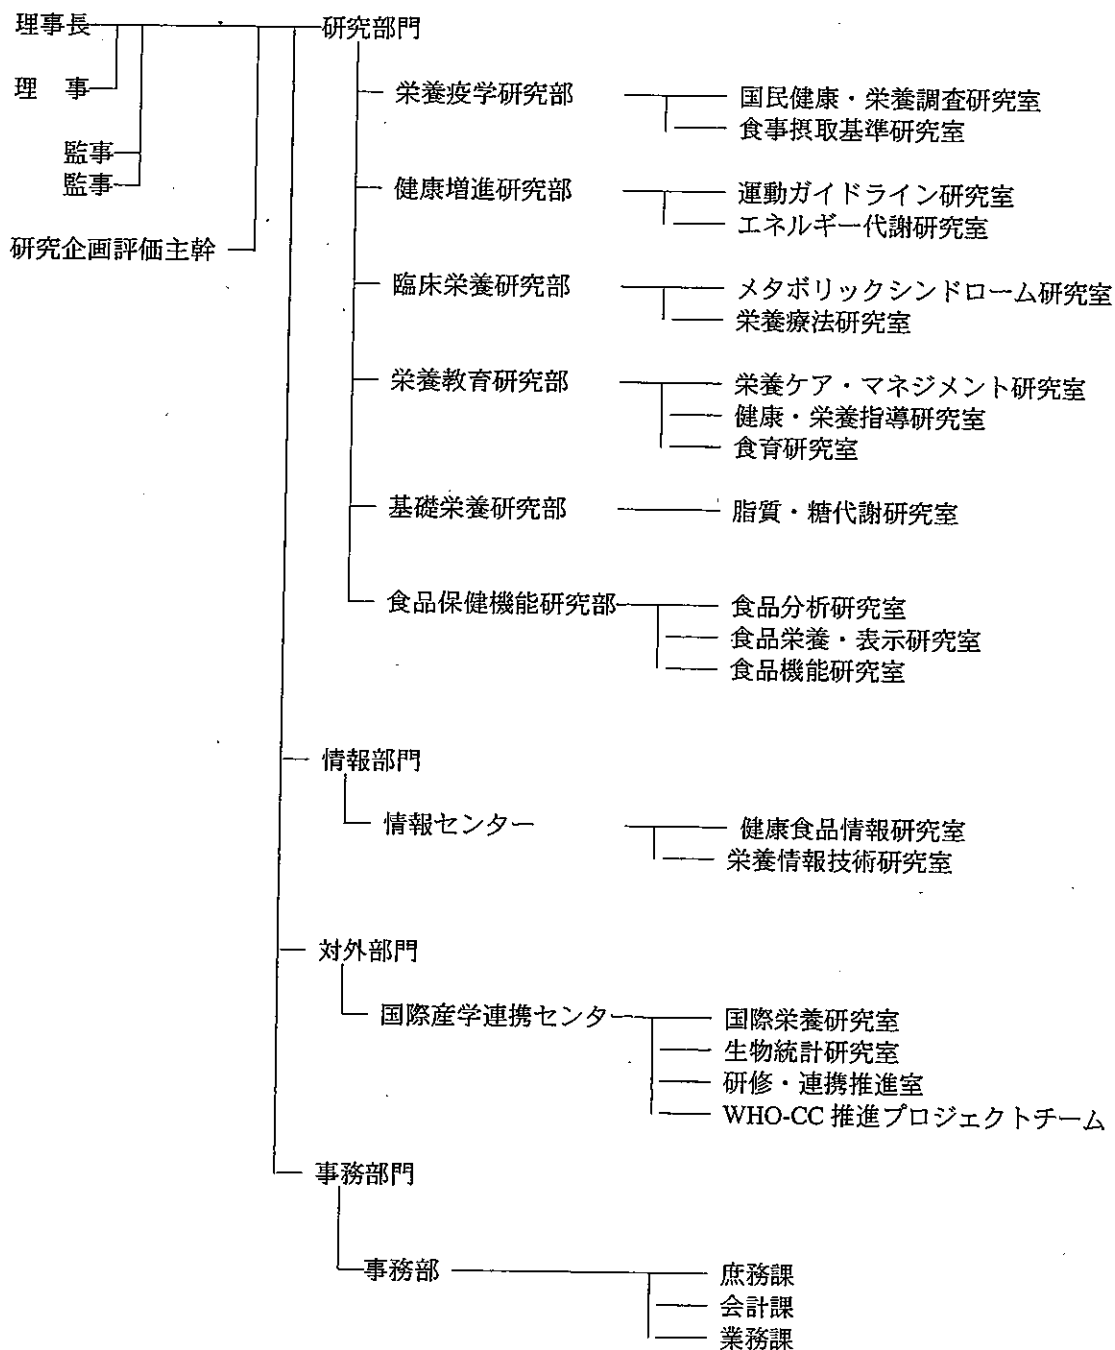 理事長 研究部門
理 事
栄養疫学研究部 国民健康・栄養調査研究室
食事摂取基準研究室
監事
監事
健康増進研究部 運動ガイドライン研究室
エネルギー代謝研究室
研究企画評価主幹
臨床栄養研究部 メタボリックシンドローム研究室
栄養療法研究室
栄養教育研究部 栄養ケア・マネジメント研究室
健康・栄養指導研究室
食育研究室
基礎栄養研究部 脂質・糖代謝研究室
食品保健機能研究部 食品分析研究室
食品栄養・表示研究室
食品機能研究室
情報部門
情報センター 健康食品情報研究室
栄養情報技術研究室
対外部門
国際産学連携センター 国際栄養研究室
生物統計研究室
研修・連携推進室
WHO-CC 推進プロジェクトチーム
事務部門
事務部 庶務課
会計課
業務課